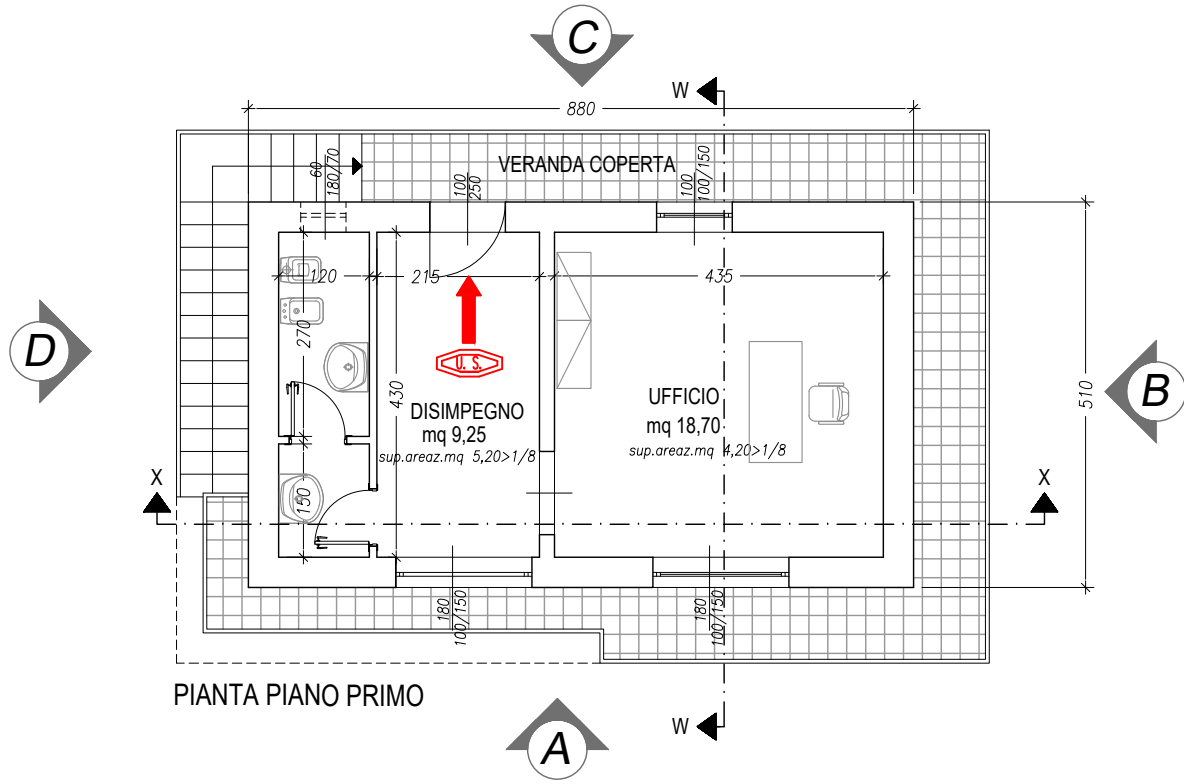 C
W
880
VERANDA COPERTA
60
180/70
100
250
100
100/150
120
215
435
D
270
U. S.
430
DISIMPEGNO
mq 9,25
sup.areaz.mq 5,20>1/8
UFFICIO
mq 18,70
sup.areaz.mq 4,20>1/8
510
B
X
150
X
180
100/150
180
100/150
PIANTA PIANO PRIMO
W
A